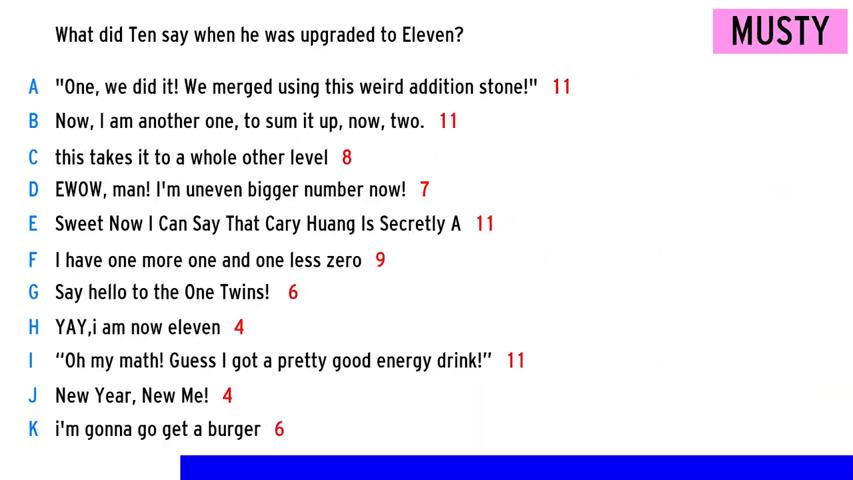 What did Ten say when he was upgraded to Eleven?
MUSTY
A "One, we did it! We merged using this weird addition stone!" 11
B Now, I am another one, to sum it up, now, two. 11
C this takes it to a whole other level 8
D EWOW, man! I'm uneven bigger number now! 7
E Sweet Now I Can Say That Cary Huang Is Secretly A 11
F I have one more one and one less zero 9
G Say hello to the One Twins! 6
H YAY,i am now eleven 4
I “Oh my math! Guess I got a pretty good energy drink!” 11
J New Year, New Me! 4
K i'm gonna go get a burger 6